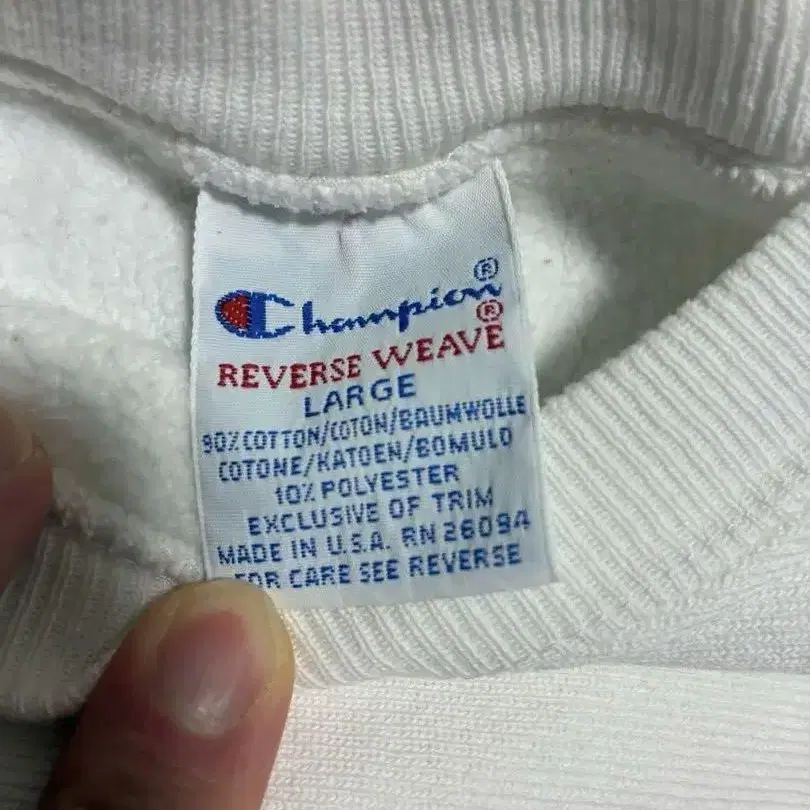 Champion®
REVERSE WEAVE®
LARGE
90% COTTON/COTON/BAUMWOLLE
COTONE/KATOEN/BOMULD
10% POLYESTER
EXCLUSIVE OF TRIM
MADE IN U.S.A. RN 26094
FOR CARE SEE REVERSE